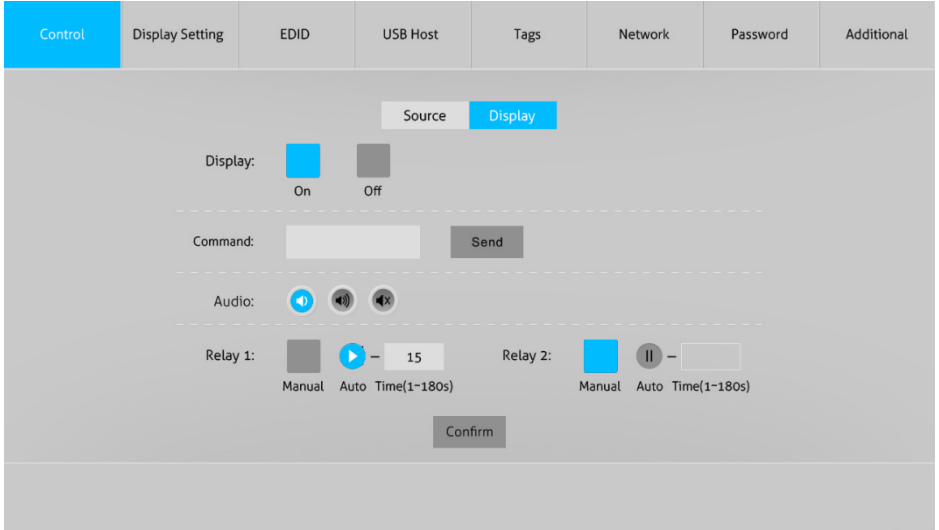 Control Display Setting EDID USB Host Tags Network Password Additional
Source Display
Display:
On Off
Command: Send
Audio:
Relay 1: 15 Relay 2:
Manual Auto Time(1~180s) Manual Auto Time(1~180s)
Confirm